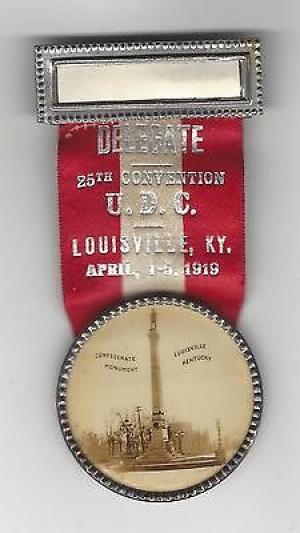 DELEGATE
25TH CONVENTION
U. D. C.
LOUISVILLE, KY.
APRIL, 1-5, 1919
CONFEDERATE MONUMENT
LOUISVILLE KENTUCKY